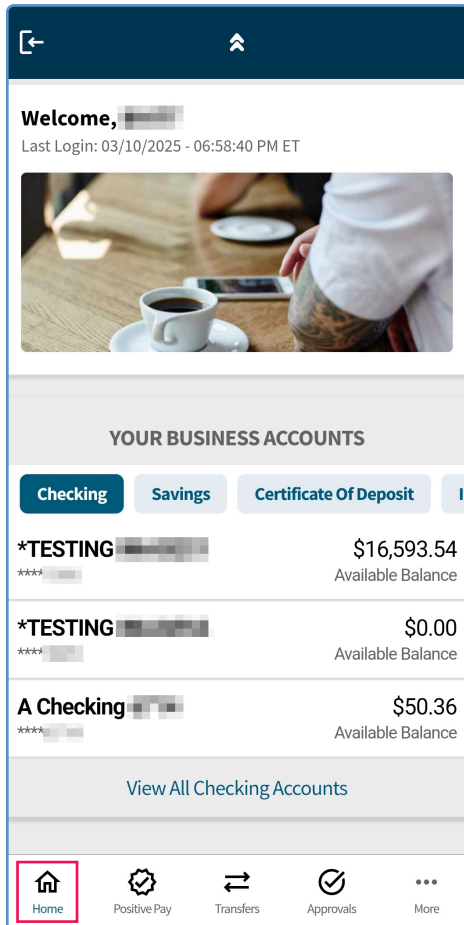 Welcome,
Last Login: 03/10/2025 - 06:58:40 PM ET
YOUR BUSINESS ACCOUNTS
Checking Savings Certificate Of Deposit
*TESTING $16,593.54
**** Available Balance
*TESTING $0.00
**** Available Balance
A Checking $50.36
**** Available Balance
View All Checking Accounts
Home Positive Pay Transfers Approvals More